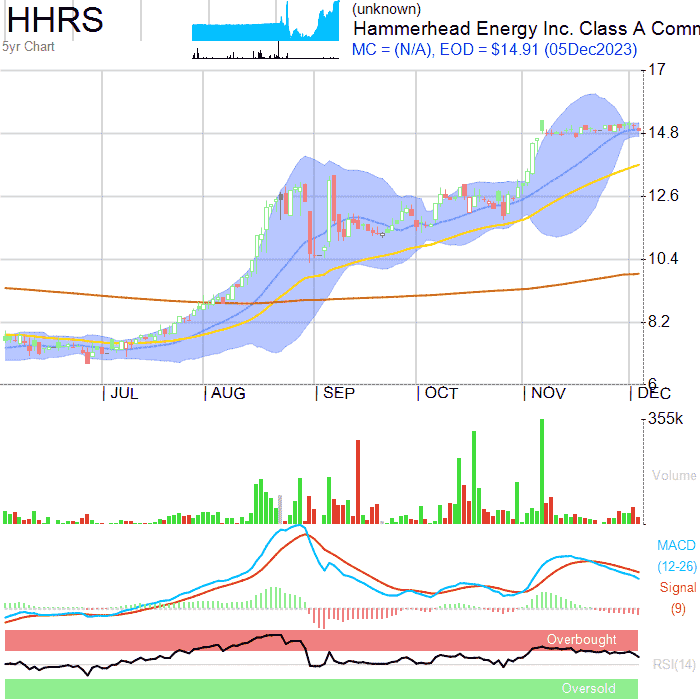 HHRS
5yr Chart
(unknown)
Hammerhead Energy Inc. Class A Comm
MC = (N/A), EOD = $14.91 (05Dec2023)
17
14.8
12.6
10.4
8.2
6
JUL AUG SEP OCT NOV DEC
355k
Volume
MACD
(12-26)
Signal
(9)
Overbought
RSI(14)
Oversold